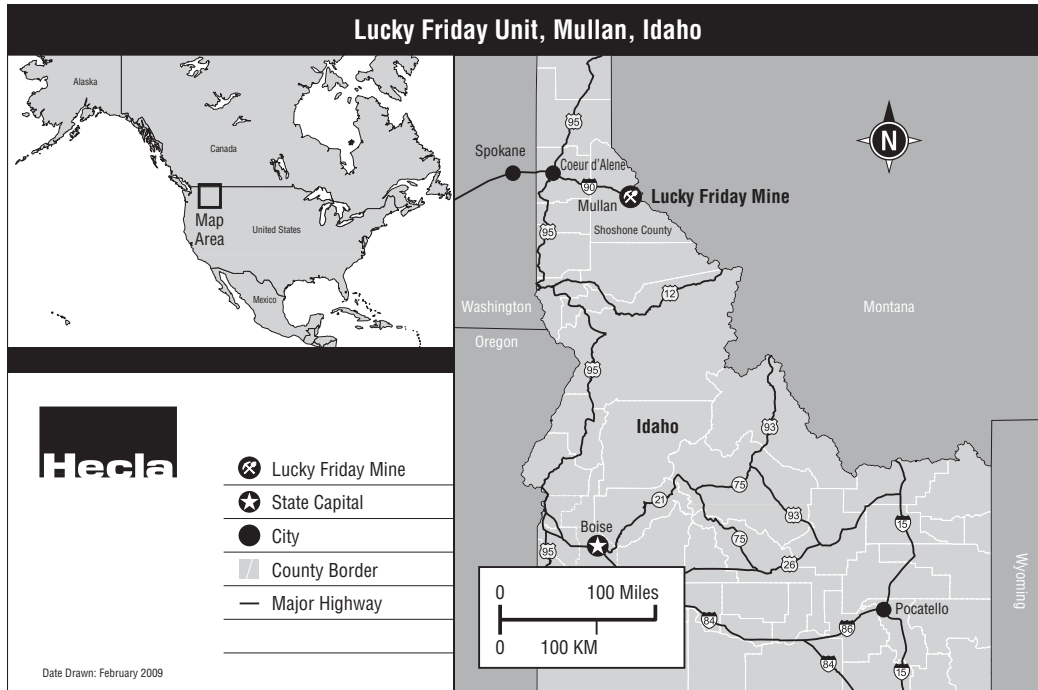 Lucky Friday Unit, Mullan, Idaho
Alaska
Canada
Map
Area
United States
Mexico
Hecla
Lucky Friday Mine
State Capital
City
County Border
Major Highway
Date Drawn: February 2009
N
95
Spokane
Coeur d'Alene
90
Mullan
Lucky Friday Mine
Shoshone County
95
12
Washington
Montana
Oregon
95
93
Idaho
75
21
93
15
Boise
75
95
26
Wyoming
0
100 Miles
0
100 KM
Pocatello
84
86
84
15